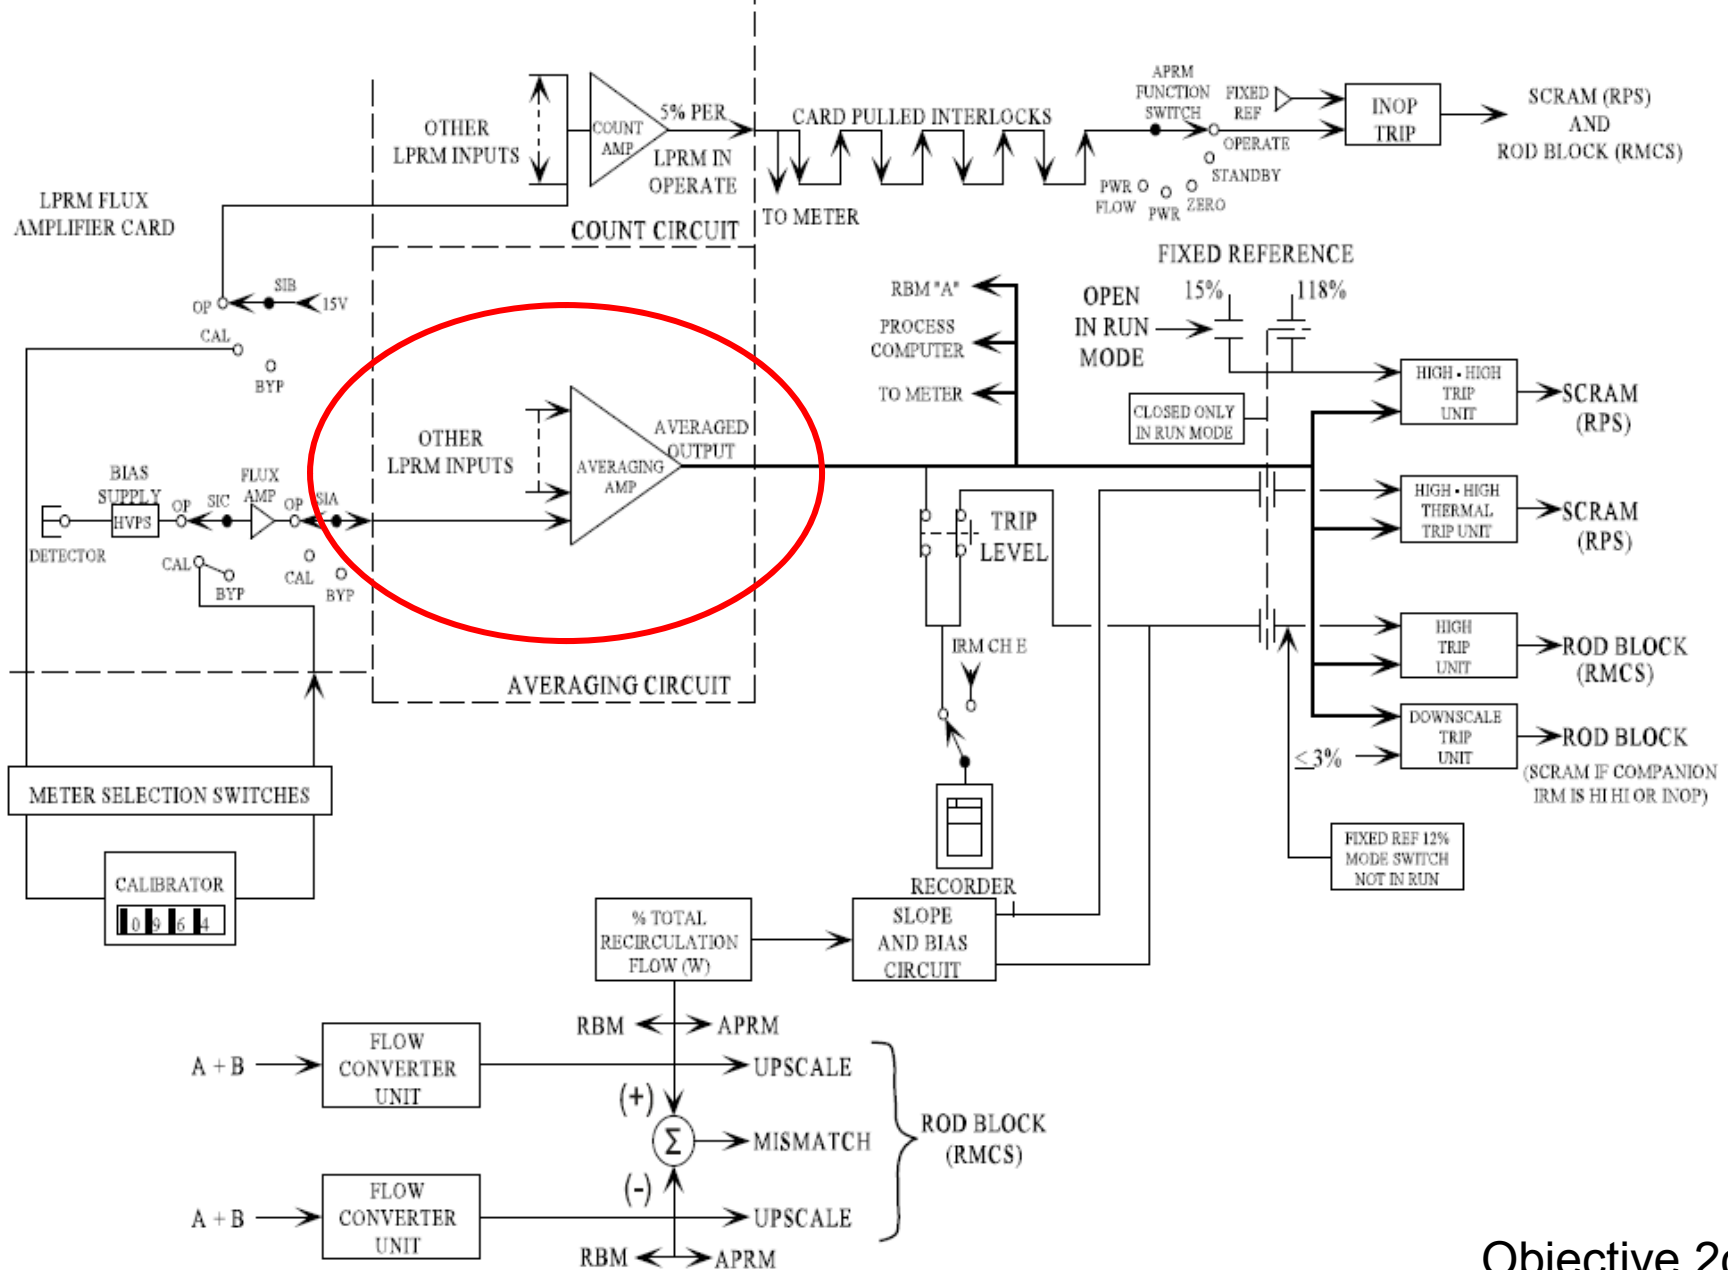 APRM
FUNCTION
SWITCH
FIXED
REF
INOP
TRIP
SCRAM (RPS)
AND
ROD BLOCK (RMCS)
OTHER
LPRM INPUTS
COUNT
AMP
5% PER
LPRM IN
OPERATE
CARD PULLED INTERLOCKS
OPERATE
STANDBY
ZERO
PWR
PWR
FLOW
TO METER
COUNT CIRCUIT
LPRM FLUX
AMPLIFIER CARD
FIXED REFERENCE
15%
118%
OPEN
IN RUN
MODE
RBM "A"
PROCESS
COMPUTER
TO METER
OP
SIB
15V
CAL
BYP
CLOSED ONLY
IN RUN MODE
HIGH • HIGH
TRIP
UNIT
SCRAM
(RPS)
OTHER
LPRM INPUTS
AVERAGING
AMP
AVERAGED
OUTPUT
BIAS
SUPPLY
HVPS
OP
SIC
FLUX
AMP
OP
SIA
DETECTOR
CAL
BYP
CAL
BYP
TRIP
LEVEL
HIGH • HIGH
THERMAL
TRIP UNIT
SCRAM
(RPS)
IRM CH E
HIGH
TRIP
UNIT
ROD BLOCK
(RMCS)
AVERAGING CIRCUIT
DOWNSCALE
TRIP
UNIT
≤ 3%
ROD BLOCK
(SCRAM IF COMPANION
IRM IS HI HI OR INOP)
METER SELECTION SWITCHES
FIXED REF 12%
MODE SWITCH
NOT IN RUN
CALIBRATOR
0 9 6 4
RECORDER
% TOTAL
RECIRCULATION
FLOW (W)
SLOPE
AND BIAS
CIRCUIT
RBM
APRM
A + B
FLOW
CONVERTER
UNIT
UPSCALE
(+)
Σ
MISMATCH
ROD BLOCK
(RMCS)
(-)
A + B
FLOW
CONVERTER
UNIT
UPSCALE
RBM
APRM
Objective 2